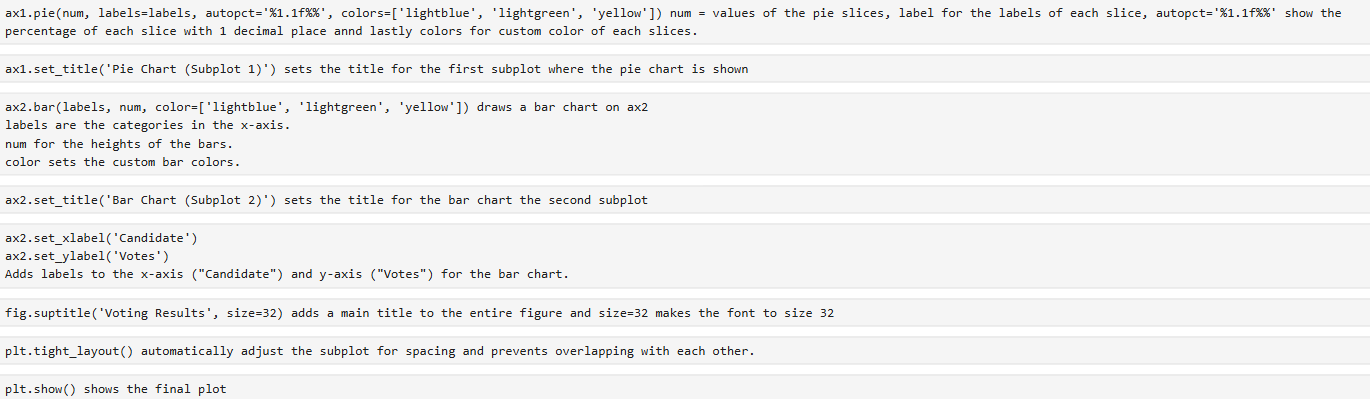 ax1.pie(num, labels=labels, autopct='%1.1f%%', colors=['lightblue', 'lightgreen', 'yellow']) num = values of the pie slices, label for the labels of each slice, autopct='%1.1f%%' show the
percentage of each slice with 1 decimal place annd lastly colors for custom color of each slices.
ax1.set_title('Pie Chart (Subplot 1)') sets the title for the first subplot where the pie chart is shown
ax2.bar(labels, num, color=['lightblue', 'lightgreen', 'yellow']) draws a bar chart on ax2
labels are the categories in the x-axis.
num for the heights of the bars.
color sets the custom bar colors.
ax2.set_title('Bar Chart (Subplot 2)') sets the title for the bar chart the second subplot
ax2.set_xlabel('Candidate')
ax2.set_ylabel('Votes')
Adds labels to the x-axis ("Candidate") and y-axis ("Votes") for the bar chart.
fig.suptitle('Voting Results', size=32) adds a main title to the entire figure and size=32 makes the font to size 32
plt.tight_layout() automatically adjust the subplot for spacing and prevents overlapping with each other.
plt.show() shows the final plot